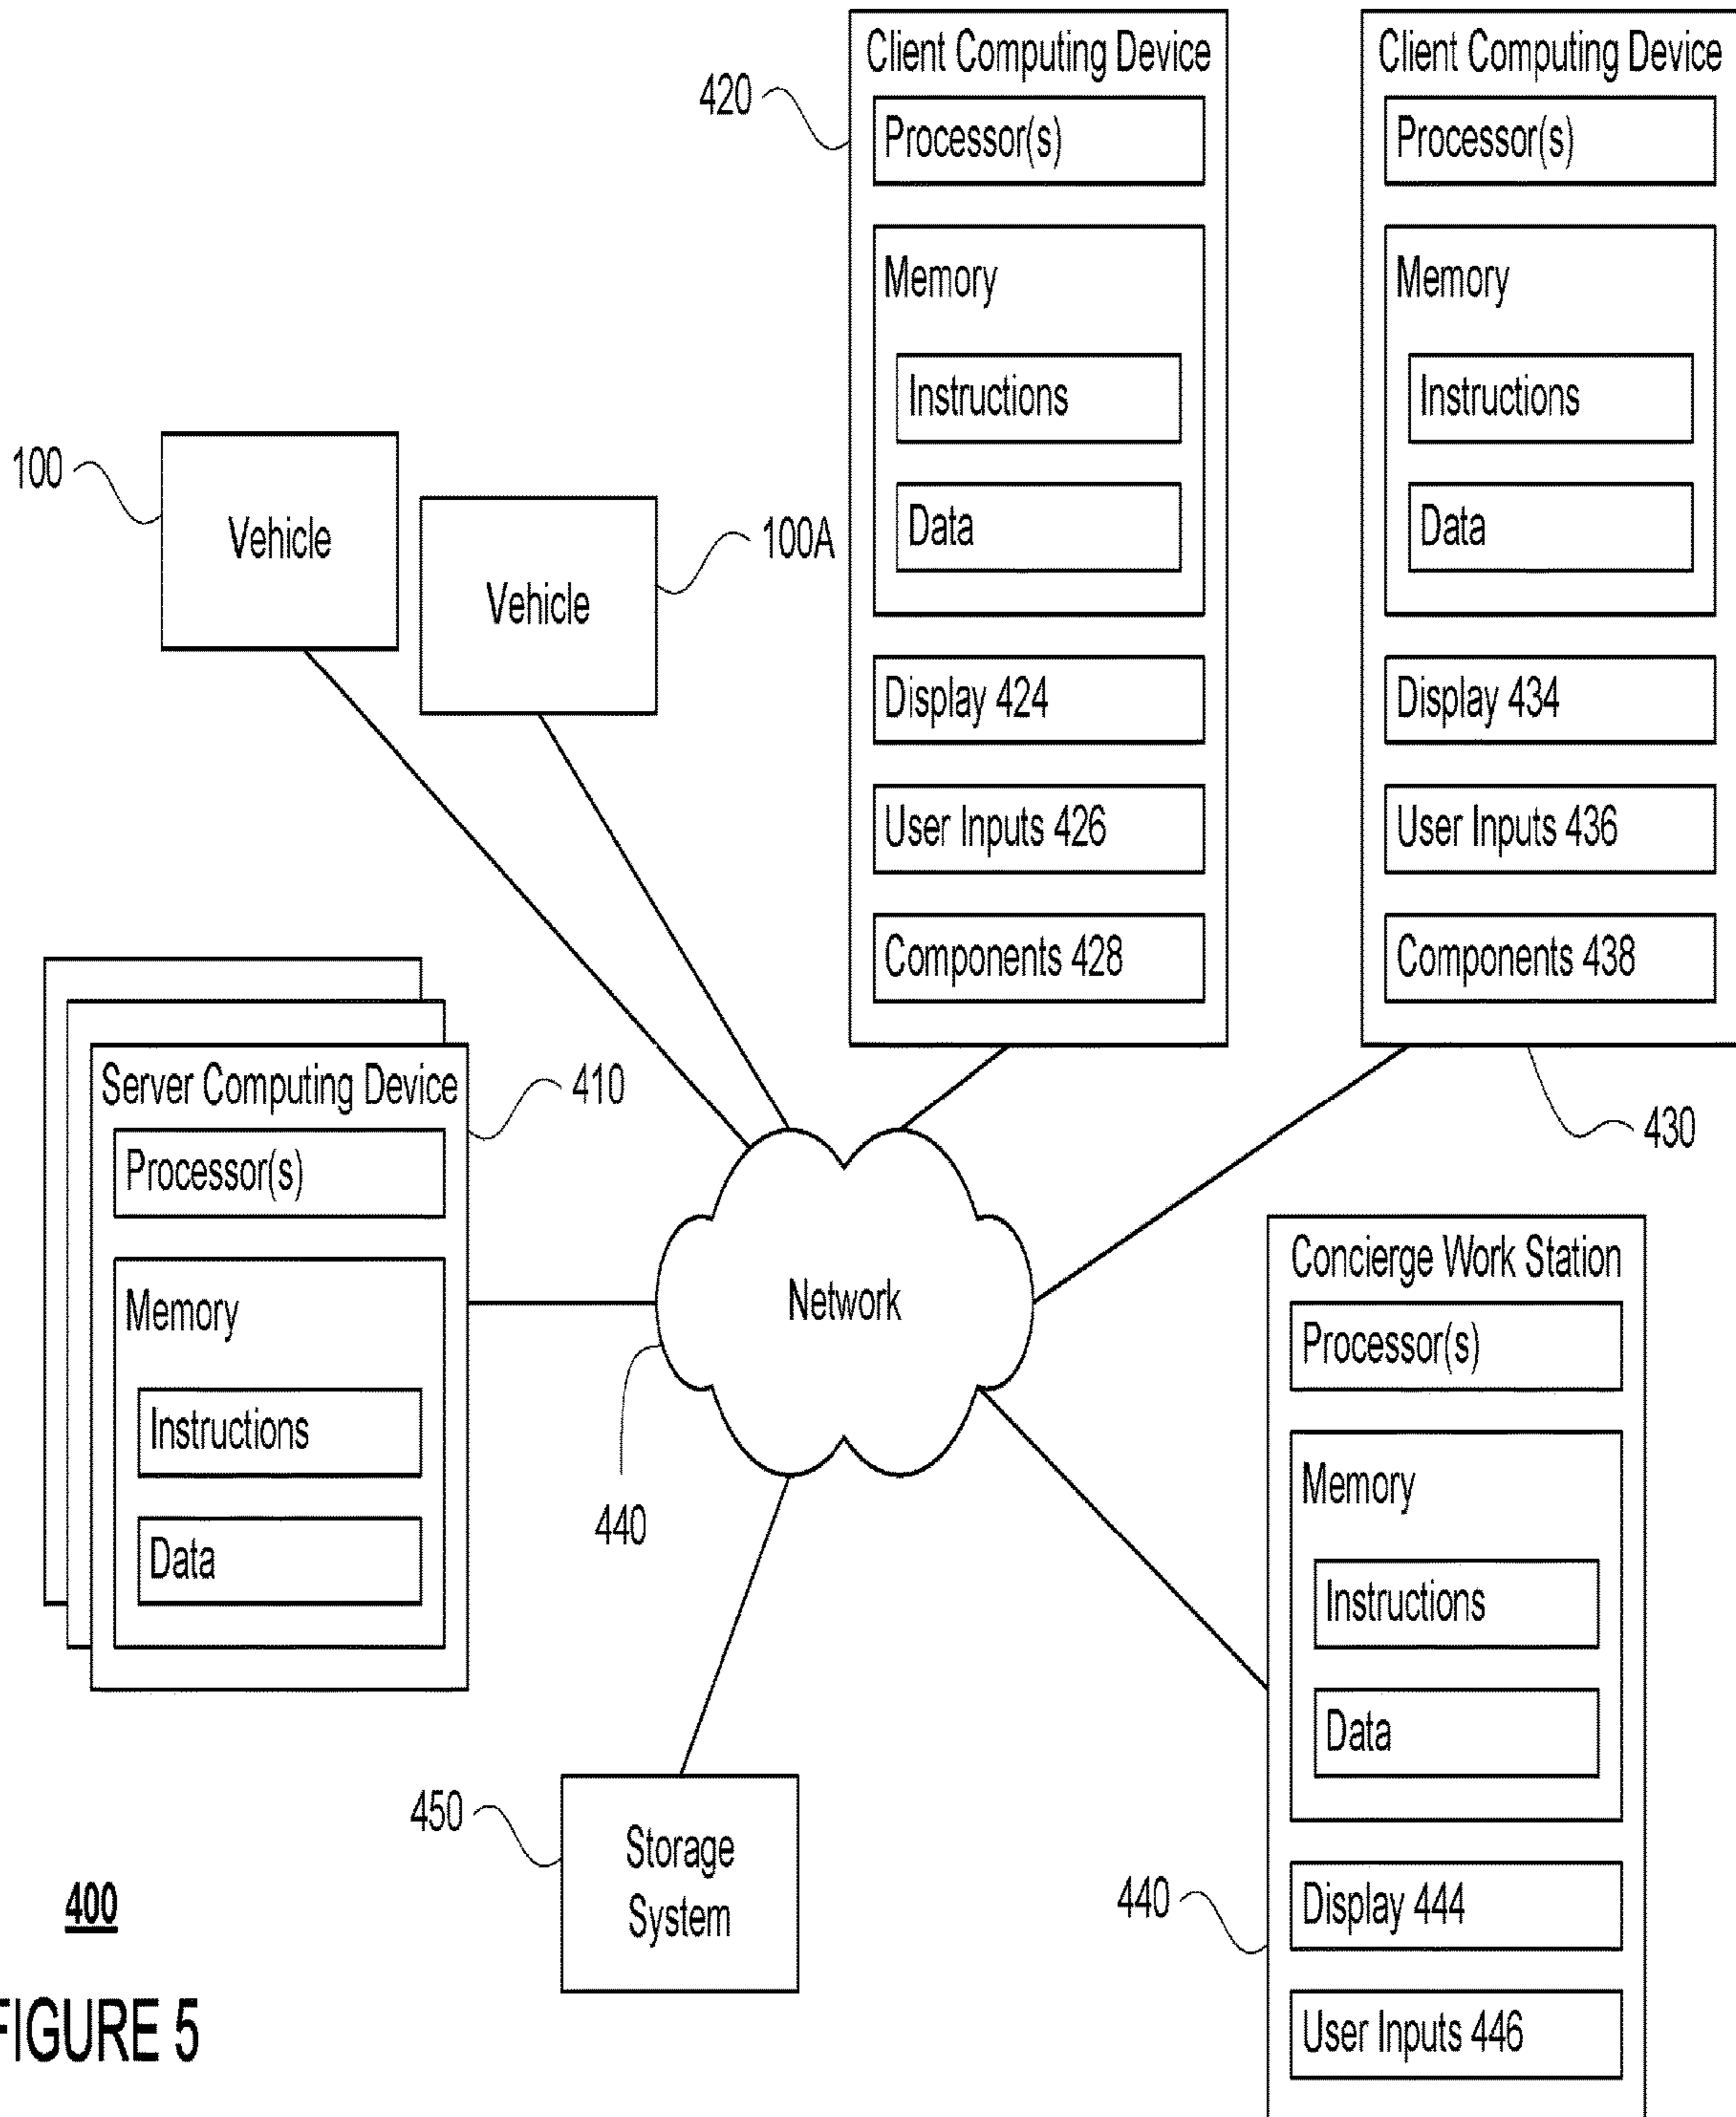 Client Computing Device
420
Processor(s)
Memory
Instructions
Data
Display 424
User Inputs 426
Components 428
Client Computing Device
Processor(s)
Memory
Instructions
Data
Display 434
User Inputs 436
Components 438
430
100
Vehicle
Vehicle
100A
Server Computing Device
410
Processor(s)
Memory
Instructions
Data
Network
440
Concierge Work Station
Processor(s)
Memory
Instructions
Data
440
Display 444
User Inputs 446
450
Storage
System
400
FIGURE 5